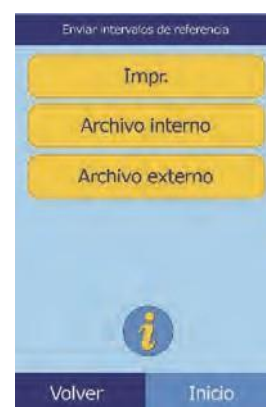 Enviar intervalos de referencia
Impr.
Archivo interno
Archivo externo
i
Volver
Inicio